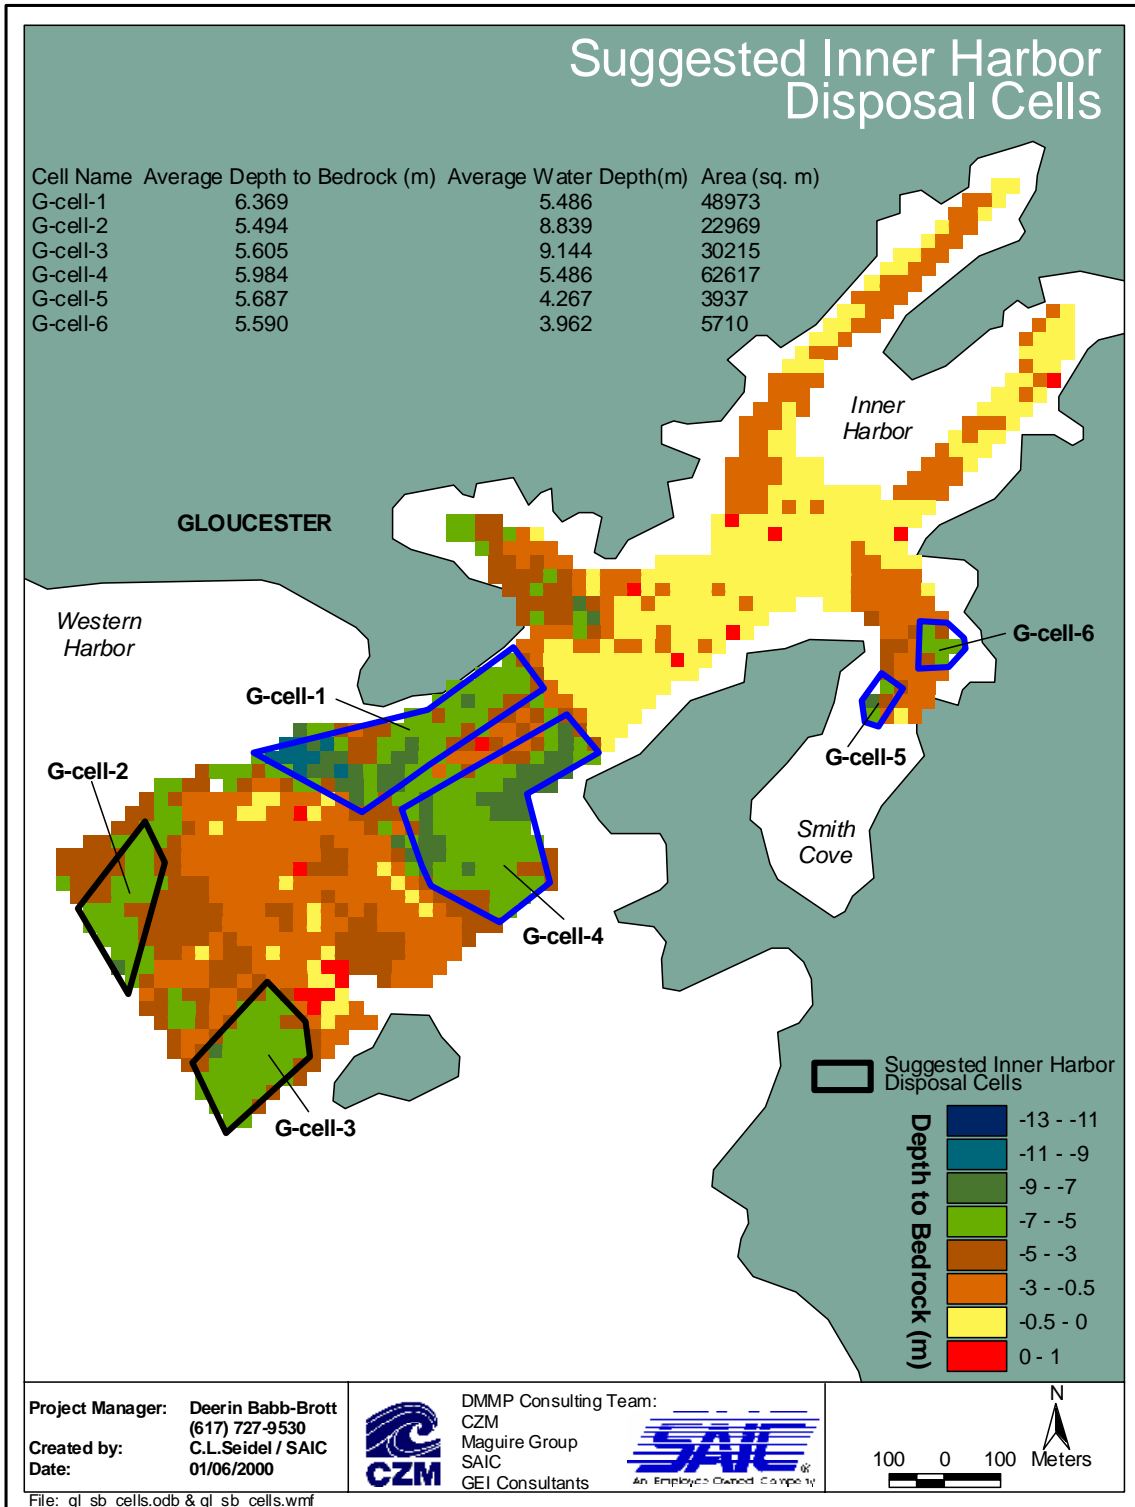 Suggested Inner Harbor
Disposal Cells
Cell Name Average Depth to Bedrock (m) Average Water Depth(m) Area (sq. m)
G-cell-1 6.369 5.486 48973
G-cell-2 5.494 8.839 22969
G-cell-3 5.605 9.144 30215
G-cell-4 5.984 5.486 62617
G-cell-5 5.687 4.267 3937
G-cell-6 5.590 3.962 5710
Inner
Harbor
GLOUCESTER
Western
Harbor
G-cell-6
G-cell-1
G-cell-5
G-cell-2
Smith
Cove
G-cell-4
G-cell-3
Suggested Inner Harbor
Disposal Cells
Depth to Bedrock (m)
-13 - -11
-11 - -9
-9 - -7
-7 - -5
-5 - -3
-3 - -0.5
-0.5 - 0
0 - 1
Project Manager: Deerin Babb-Brott
(617) 727-9530
Created by: C.L.Seidel / SAIC
Date: 01/06/2000
CZM
DMMP Consulting Team:
CZM
Maguire Group
SAIC
GEI Consultants
SAIC®
An Employee-Owned Company
N
100 0 100 Meters
File: gl_sb_cells.odb & gl_sb_cells.wmf